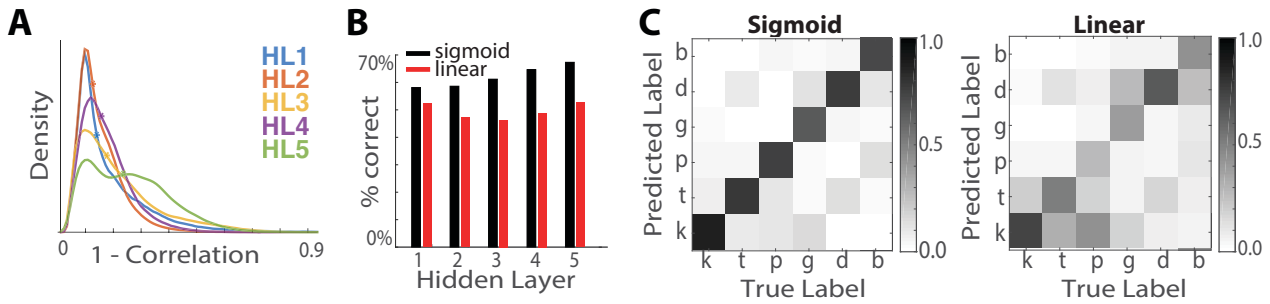 A
HL1
HL2
HL3
HL4
HL5
Density
0
0.9
1 - Correlation
B
70%
0%
% correct
sigmoid
linear
1 2 3 4 5
Hidden Layer
C
Sigmoid
Predicted Label
b
d
g
p
t
k
k t p g d b
True Label
1.0
0.5
0.0
Linear
Predicted Label
b
d
g
p
t
k
k t p g d b
True Label
1.0
0.5
0.0